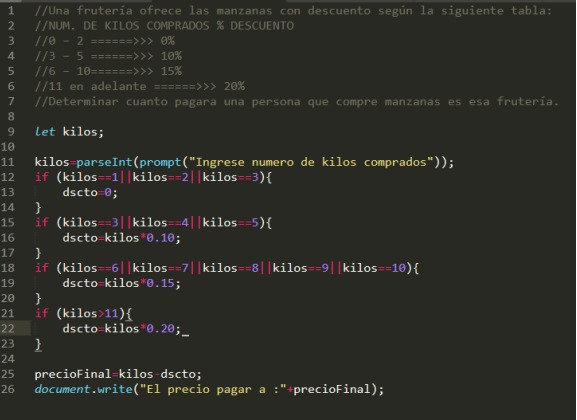 1 //Una frutería ofrece las manzanas con descuento según la siguiente tabla:
2 //NUM. DE KILOS COMPRADOS % DESCUENTO
3 //0 - 2 ======>>> 0%
4 //3 - 5 ======>>> 10%
5 //6 - 10======>>> 15%
6 //11 en adelante ======>>> 20%
7 //Determinar cuanto pagara una persona que compre manzanas es esa frutería.
8
9 let kilos;
10
11 kilos=parseInt(prompt("Ingrese numero de kilos comprados"));
12 if (kilos==1||kilos==2||kilos==3){
13     dscto=0;
14 }
15 if (kilos==3||kilos==4||kilos==5){
16     dscto=kilos*0.10;
17 }
18 if (kilos==6||kilos==7||kilos==8||kilos==9||kilos==10){
19     dscto=kilos*0.15;
20 }
21 if (kilos>11){
22     dscto=kilos*0.20;
23 }
24
25 precioFinal=kilos-dscto;
26 document.write("El precio pagar a :"+precioFinal);